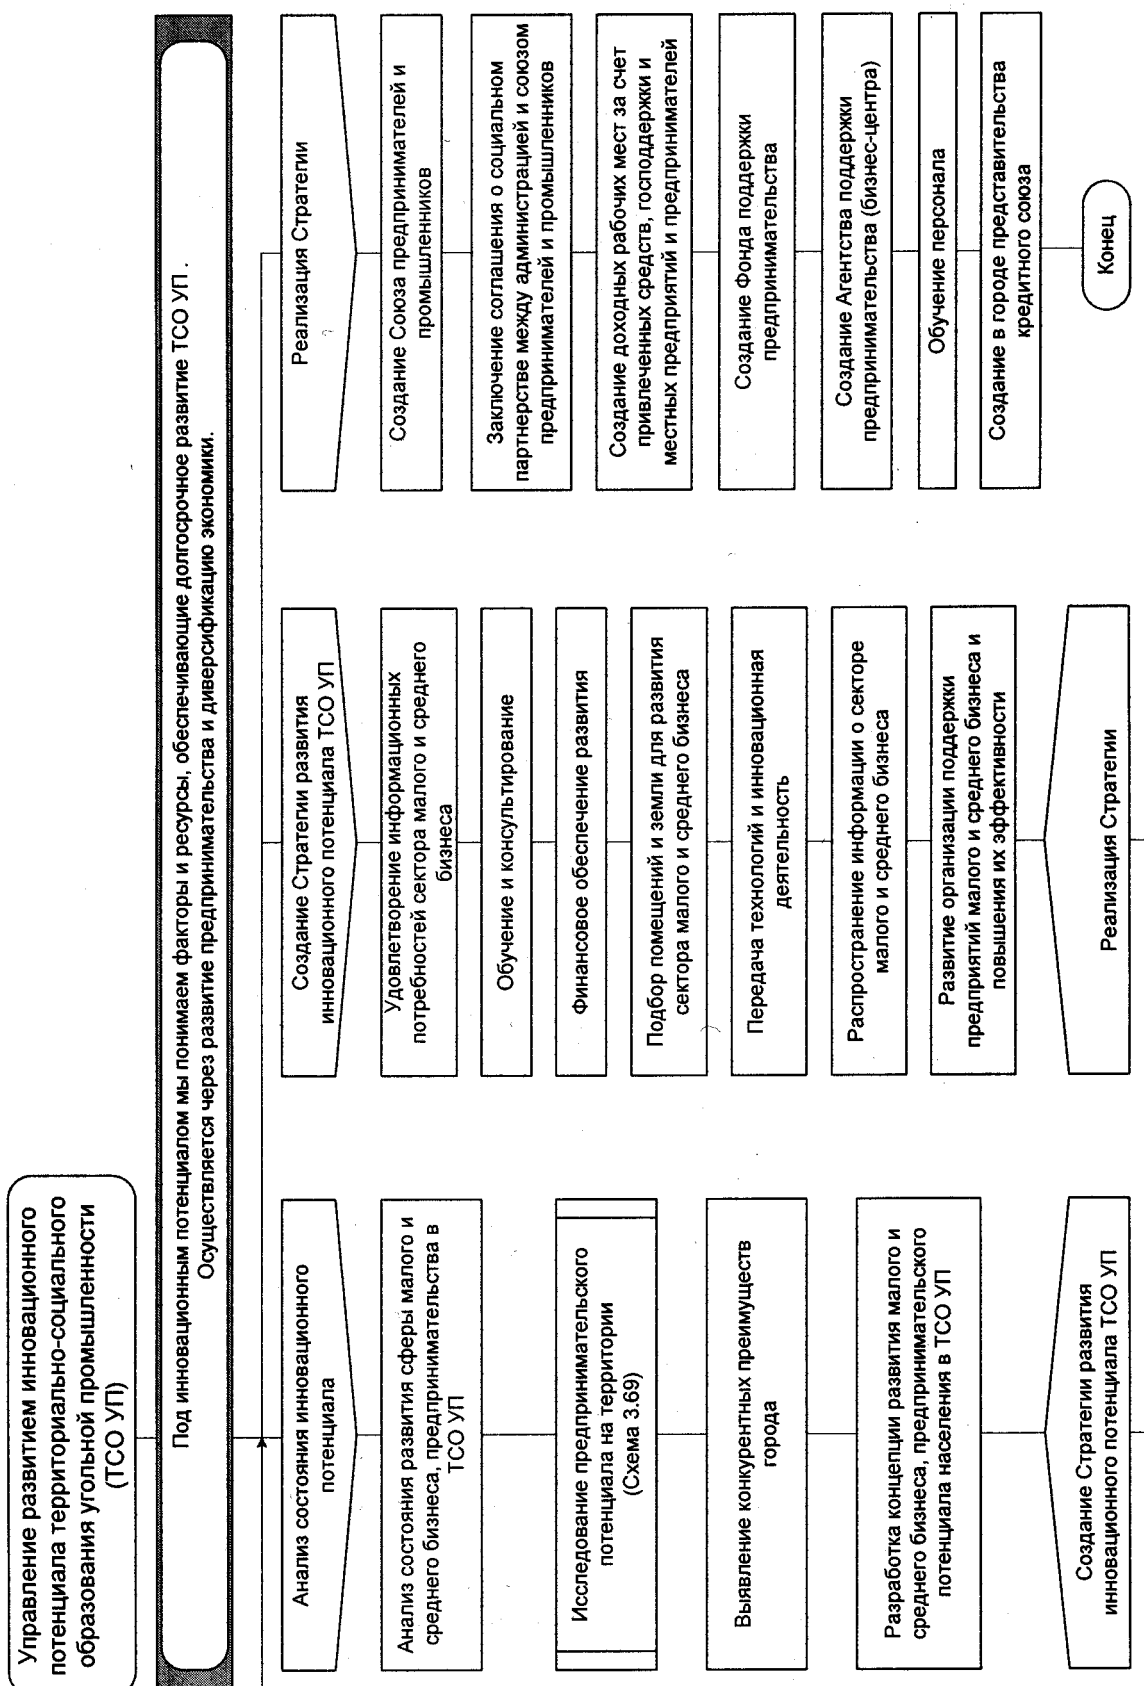 Управление развитием инновационного
потенциала территориально-социального
образования угольной промышленности
(ТСО УП)
Под инновационным потенциалом мы понимаем факторы и ресурсы, обеспечивающие долгосрочное развитие ТСО УП.
Осуществляется через развитие предпринимательства и диверсификацию экономики.
Анализ состояния инновационного
потенциала
Анализ состояния развития сферы малого и
среднего бизнеса, предпринимательства в
ТСО УП
Исследование предпринимательского
потенциала на территории
(Схема 3.69)
Выявление конкурентных преимуществ
города
Разработка концепции развития малого и
среднего бизнеса, предпринимательского
потенциала населения в ТСО УП
Создание Стратегии развития
инновационного потенциала ТСО УП
Создание Стратегии развития
инновационного потенциала ТСО УП
Удовлетворение информационных
потребностей сектора малого и среднего
бизнеса
Обучение и консультирование
Финансовое обеспечение развития
Подбор помещений и земли для развития
сектора малого и среднего бизнеса
Передача технологий и инновационная
деятельность
Распространение информации о секторе
малого и среднего бизнеса
Развитие организации поддержки
предприятий малого и среднего бизнеса и
повышения их эффективности
Реализация Стратегии
Реализация Стратегии
Создание Союза предпринимателей и
промышленников
Заключение соглашения о социальном
партнерстве между администрацией и союзом
предпринимателей и промышленников
Создание доходных рабочих мест за счет
привлеченных средств, господдержки и
местных предприятий и предпринимателей
Создание Фонда поддержки
предпринимательства
Создание Агентства поддержки
предпринимательства (бизнес-центра)
Обучение персонала
Создание в городе представительства
кредитного союза
Конец